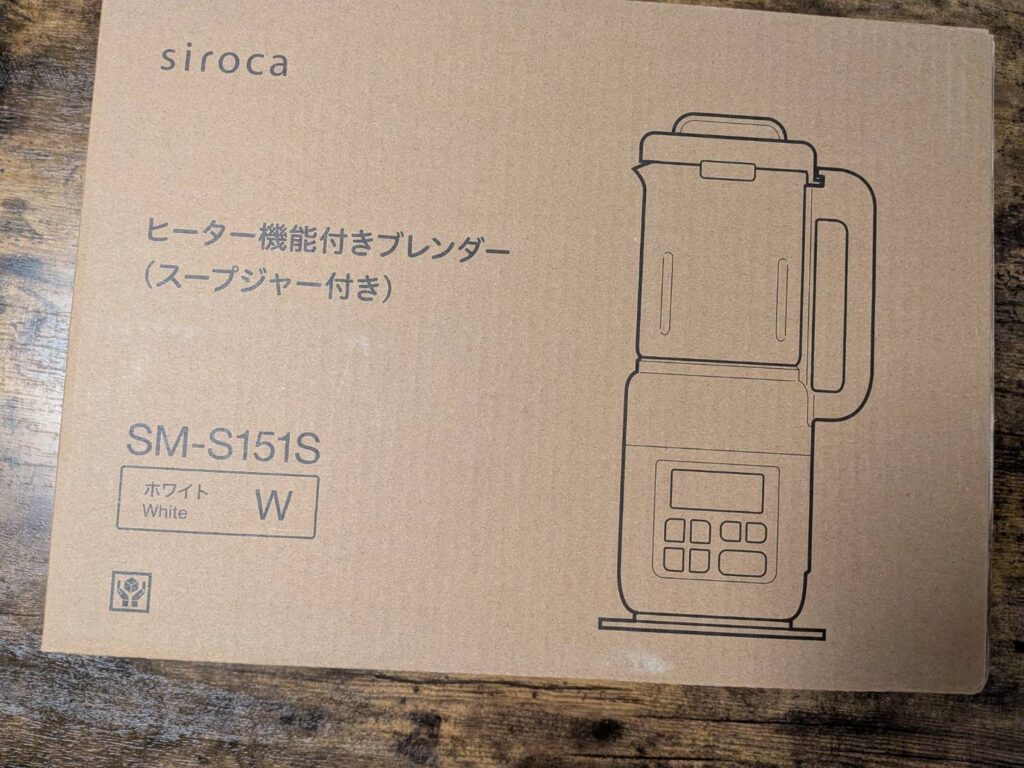 siroca
ヒーター機能付きブレンダー
（スープジャー付き）
SM-S151S
ホワイト
White
W